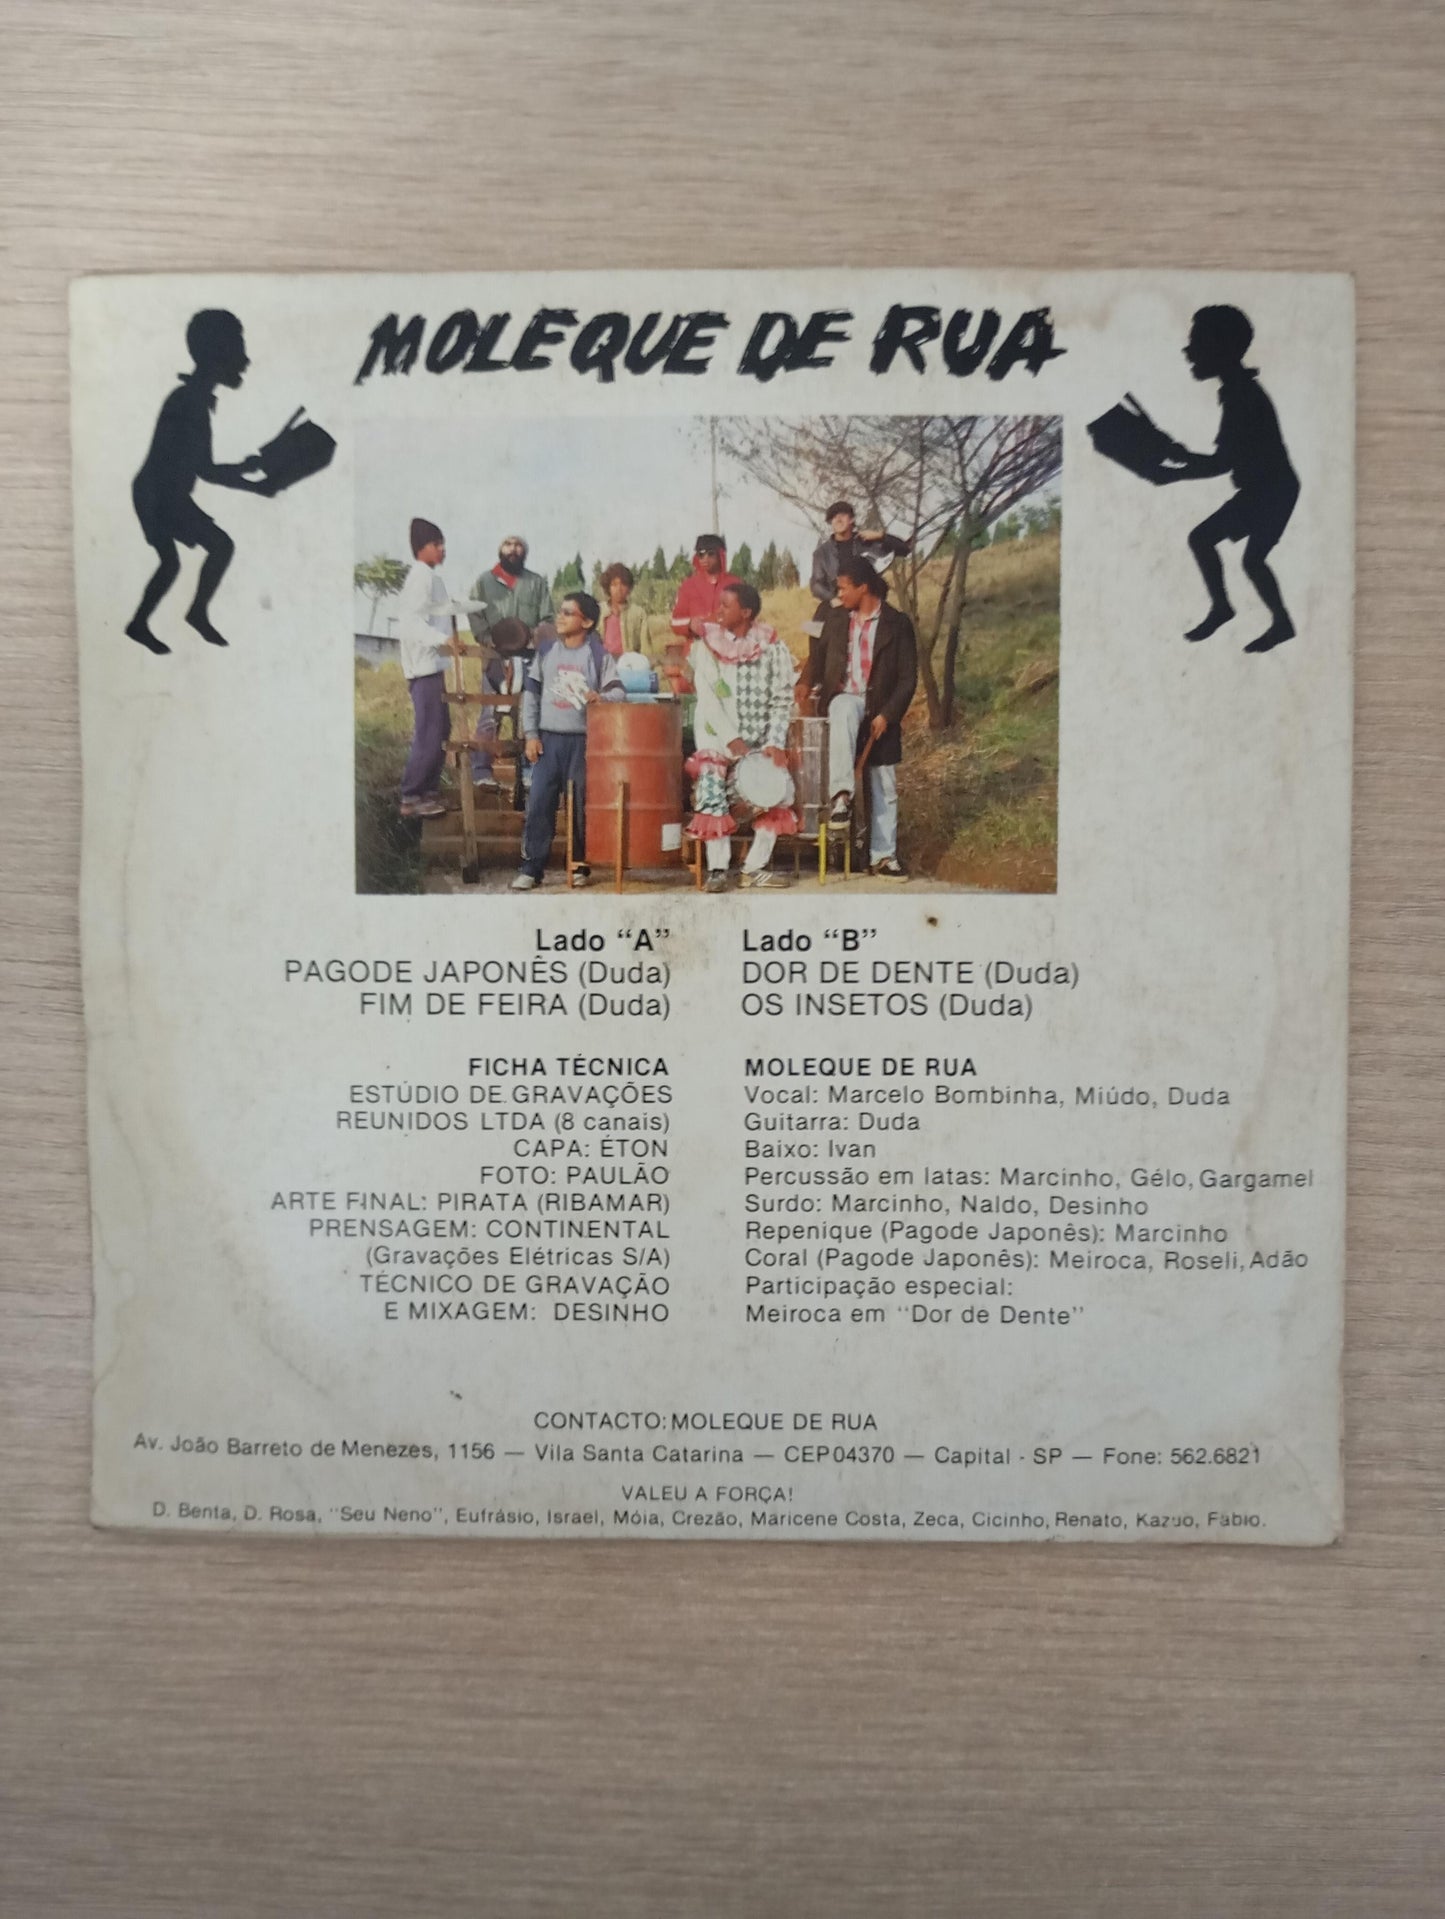 MOLEQUE DE RUA
Lado “A”
PAGODE JAPONÊS (Duda)
FIM DE FEIRA (Duda)
Lado “B”
DOR DE DENTE (Duda)
OS INSETOS (Duda)
FICHA TÉCNICA
ESTÚDIO DE GRAVAÇÕES
REUNIDOS LTDA (8 canais)
CAPA: ÉTON
FOTO: PAULÃO
ARTE FINAL: PIRATA (RIBAMAR)
PRENSAGEM: CONTINENTAL
(Gravações Elétricas S/A)
TÉCNICO DE GRAVAÇÃO
E MIXAGEM: DESINHO
MOLEQUE DE RUA
Vocal: Marcelo Bombinha, Miúdo, Duda
Guitarra: Duda
Baixo: Ivan
Percussão em latas: Marcinho, Gélo, Gargamel
Surdo: Marcinho, Naldo, Desinho
Repenique (Pagode Japonês): Marcinho
Coral (Pagode Japonês): Meiroca, Roseli, Adão
Participação especial:
Meiroca em “Dor de Dente”
CONTACTO: MOLEQUE DE RUA
Av. João Barreto de Menezes, 1156 — Vila Santa Catarina — CEP 04370 — Capital - SP — Fone: 562.6821
VALEU A FORÇA!
D. Benta, D. Rosa, “Seu Neno”, Eufrásio, Israel, Móia, Crezão, Maricene Costa, Zeca, Cicinho, Renato, Kazuo, Fábio.